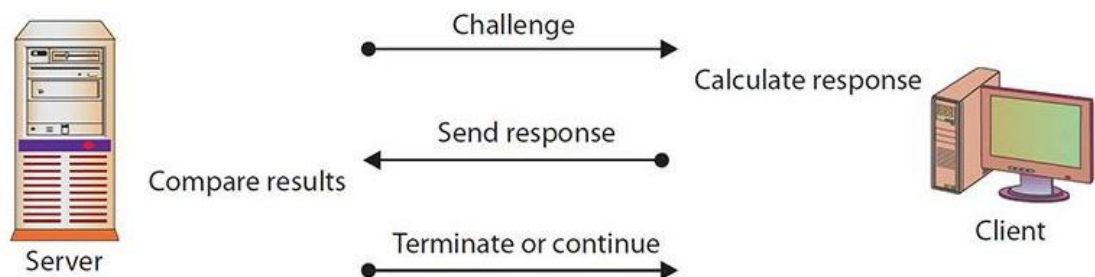 Challenge
Calculate response
Send response
Compare results
Terminate or continue
Server
Client